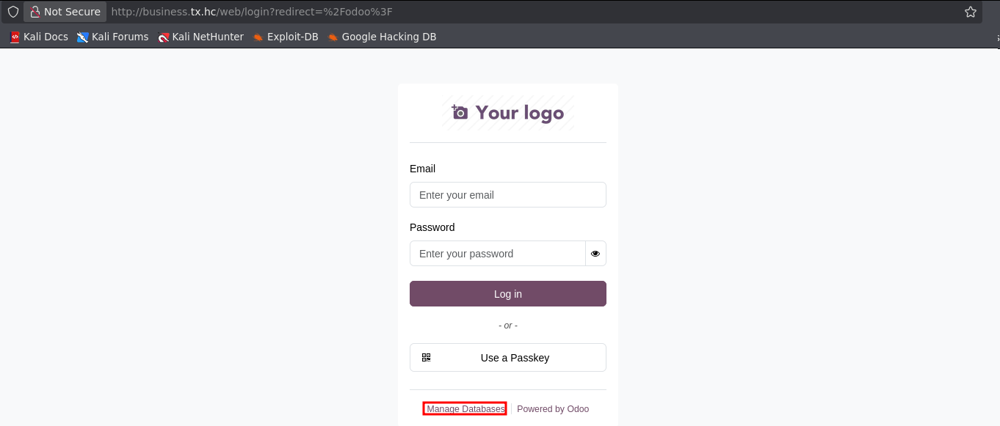 Not Secure http://business.tx.hc/web/login?redirect=%2Fodoo%3F
Kali Docs Kali Forums Kali NetHunter Exploit-DB Google Hacking DB
Your logo
Email
Enter your email
Password
Enter your password
Log in
- or -
Use a Passkey
Manage Databases Powered by Odoo